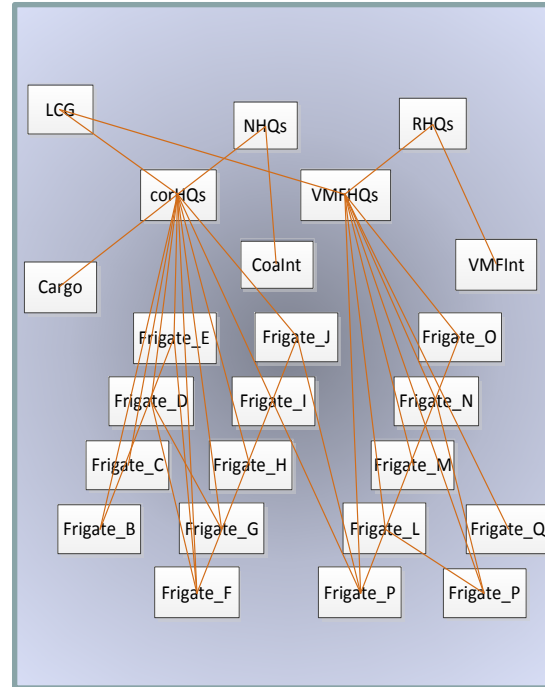 LCG
NHQs
RHQs
corHQs
VMFHQs
CoaInt
VMFInt
Cargo
Frigate_E
Frigate_J
Frigate_O
Frigate_D
Frigate_I
Frigate_N
Frigate_C
Frigate_H
Frigate_M
Frigate_B
Frigate_G
Frigate_L
Frigate_Q
Frigate_F
Frigate_P
Frigate_P